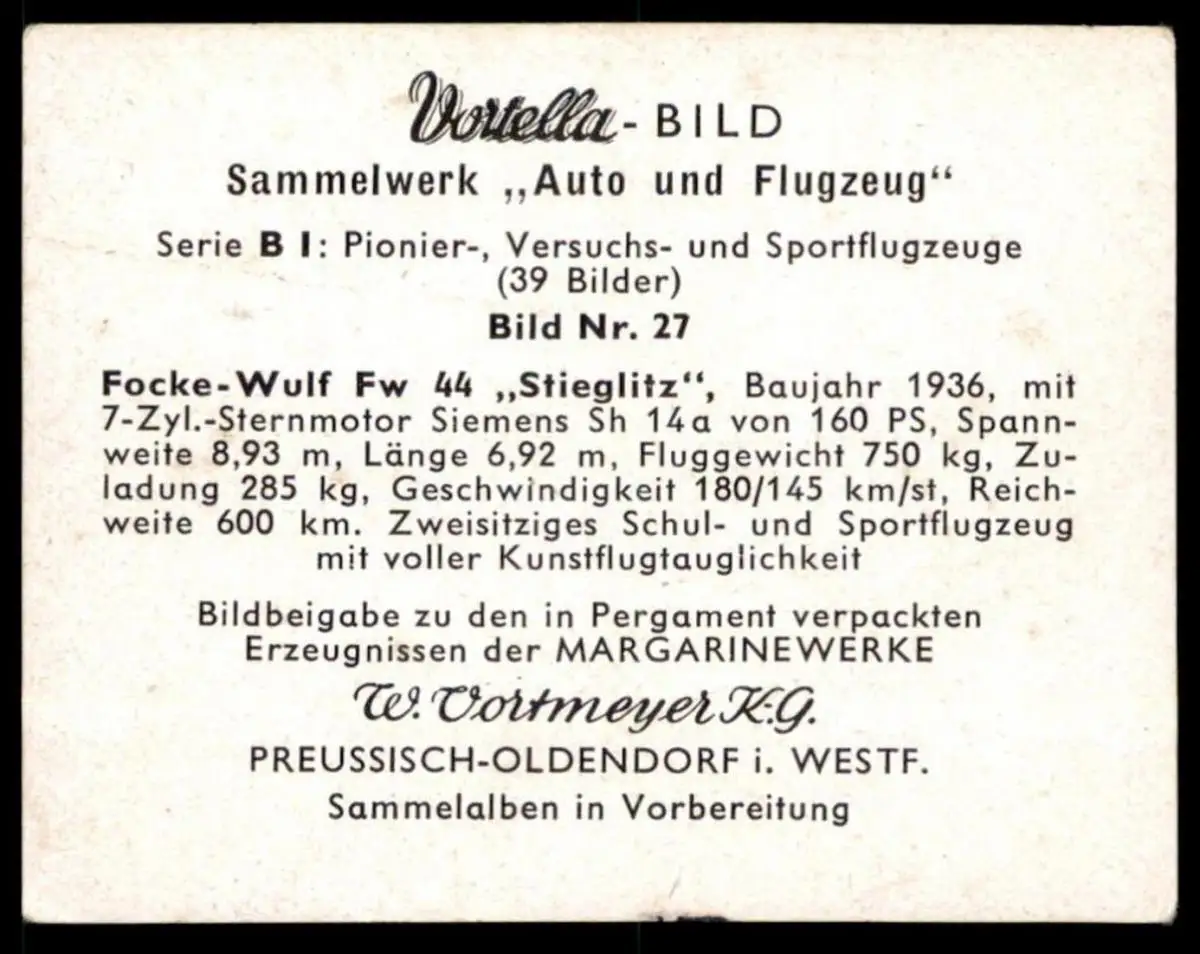 Vortella-BILD
Sammelwerk „Auto und Flugzeug“
Serie B I: Pionier-, Versuchs- und Sportflugzeuge
(39 Bilder)
Bild Nr. 27
Focke-Wulf Fw 44 „Stieglitz“, Baujahr 1936, mit
7-Zyl.-Sternmotor Siemens Sh 14a von 160 PS, Spann-
weite 8,93 m, Länge 6,92 m, Fluggewicht 750 kg, Zu-
ladung 285 kg, Geschwindigkeit 180/145 km/st, Reich-
weite 600 km. Zweisitziges Schul- und Sportflugzeug
mit voller Kunstflugtauglichkeit
Bildbeigabe zu den in Pergament verpackten
Erzeugnissen der MARGARINEWERKE
W. Vortmeyer K.G.
PREUSSISCH-OLDENDORF i. WESTF.
Sammelalben in Vorbereitung